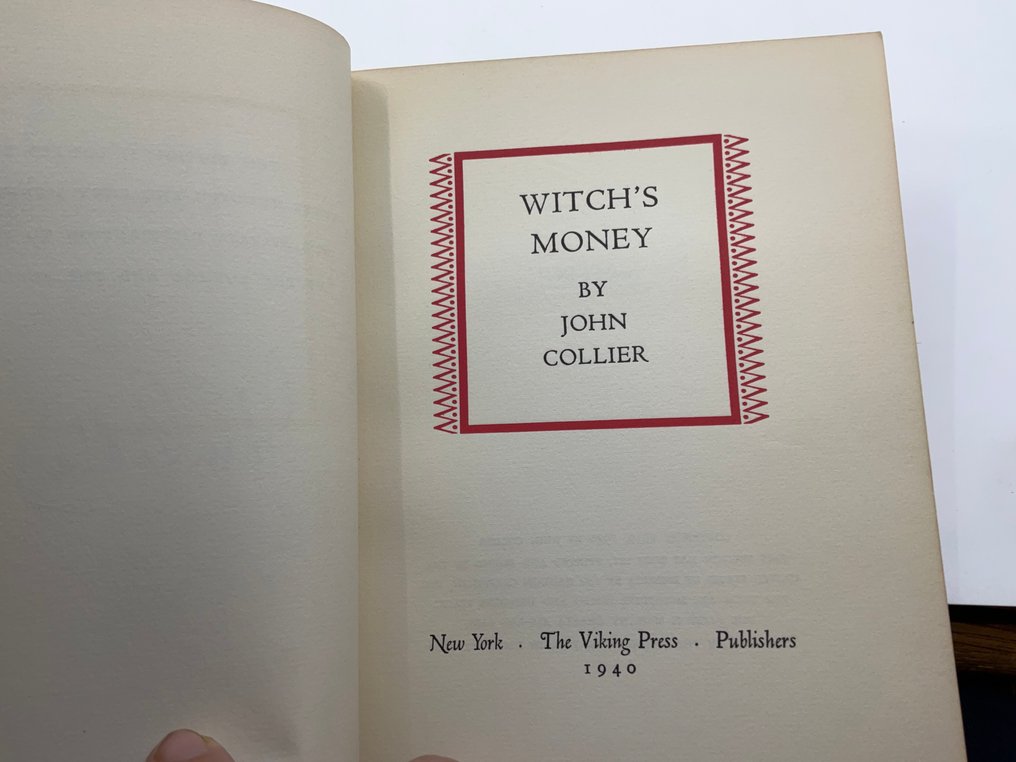 WITCH'S
MONEY
BY
JOHN
COLLIER
New York . The Viking Press . Publishers
1940